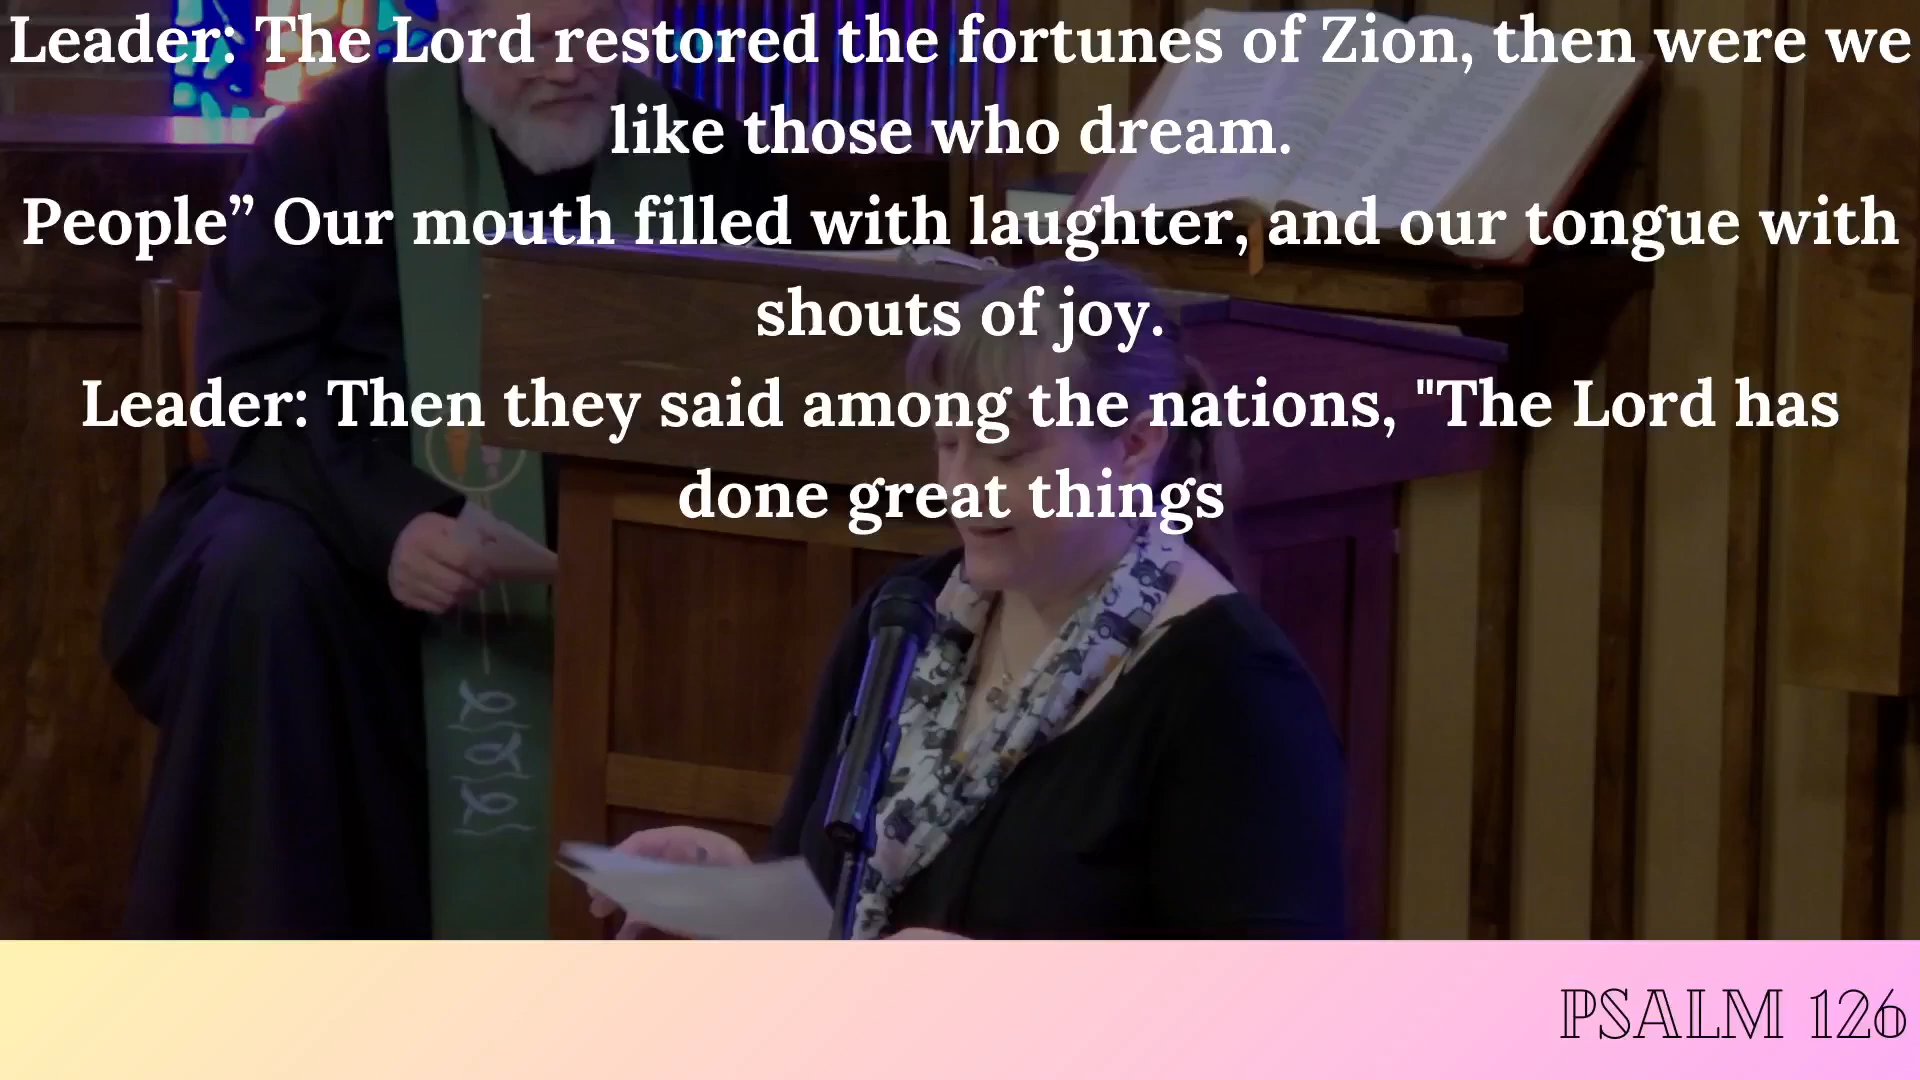 Leader: The Lord restored the fortunes of Zion, then were we
like those who dream.
People” Our mouth filled with laughter, and our tongue with
shouts of joy.
Leader: Then they said among the nations, "The Lord has
done great things
PSALM 126